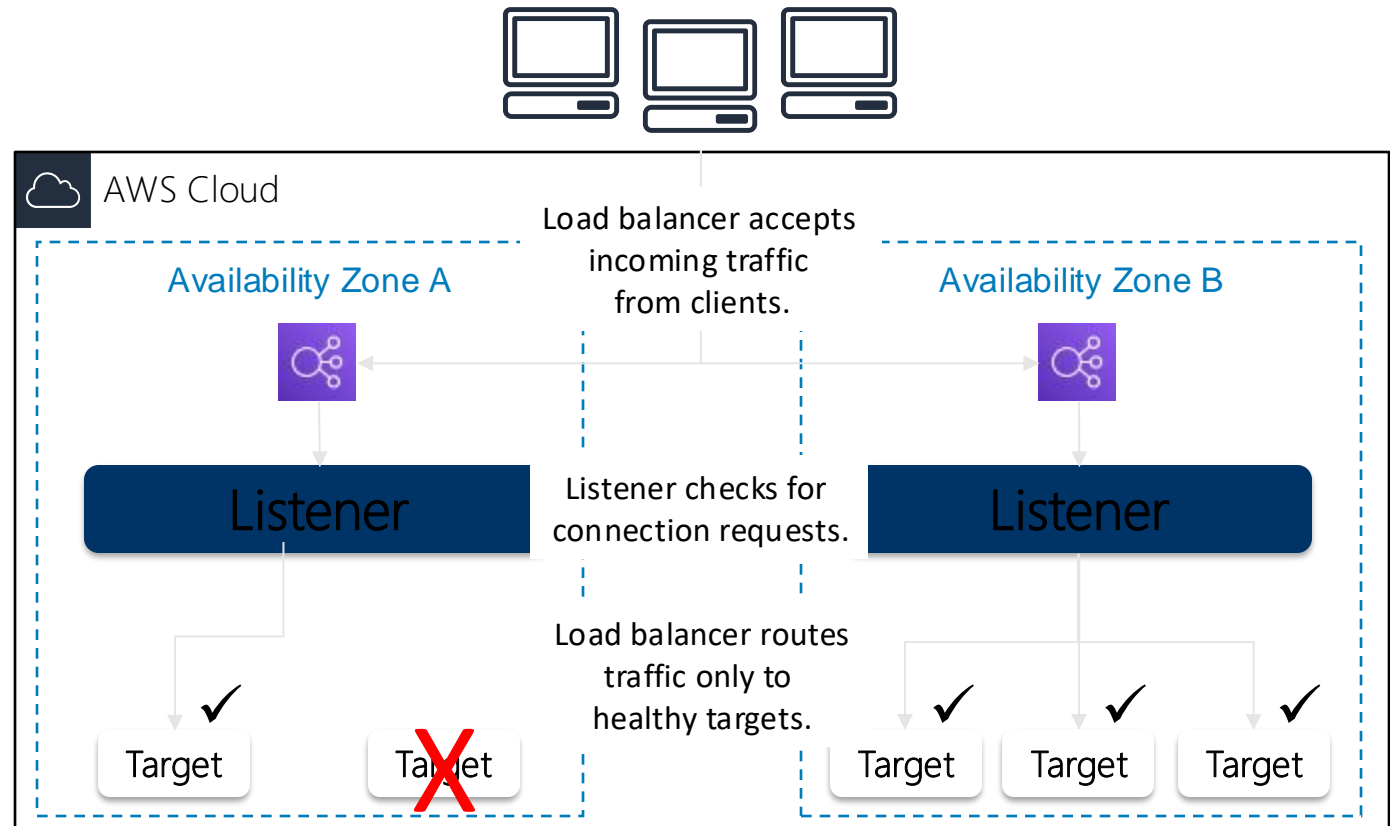 AWS Cloud
Load balancer accepts
incoming traffic
from clients.
Availability Zone A
Availability Zone B
Listener
Listener checks for
connection requests.
Listener
Load balancer routes
traffic only to
healthy targets.
Target
Target
Target
Target
Target